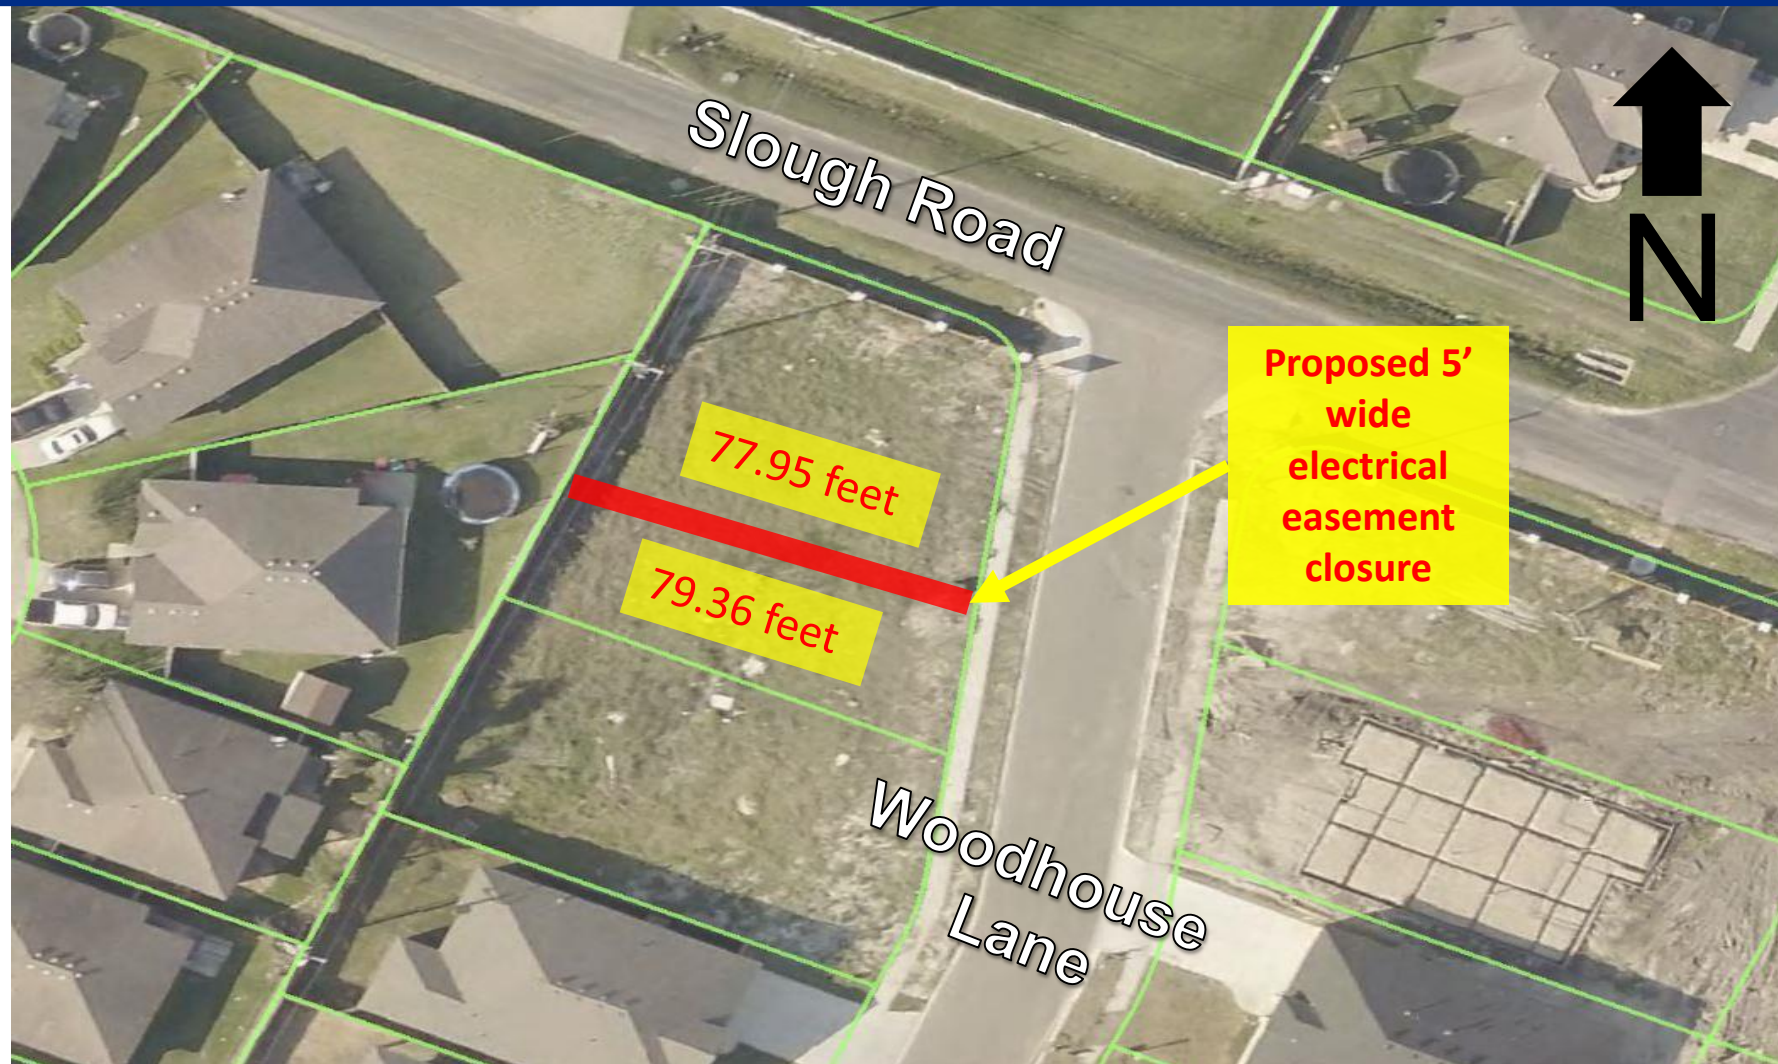 Slough Road
N
Proposed 5’
wide
electrical
easement
closure
77.95 feet
79.36 feet
Woodhouse
Lane